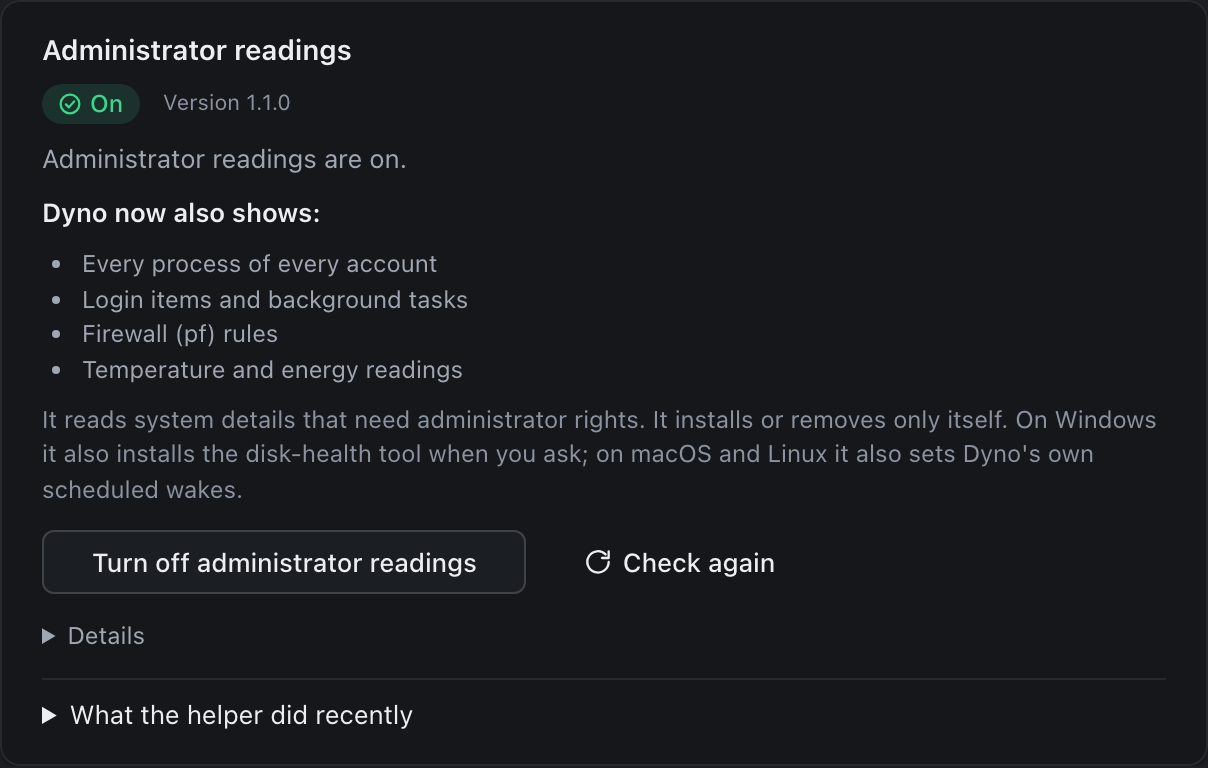 Administrator readings
On
Version 1.1.0
Administrator readings are on.
Dyno now also shows:
Every process of every account
Login items and background tasks
Firewall (pf) rules
Temperature and energy readings
It reads system details that need administrator rights. It installs or removes only itself. On Windows
it also installs the disk-health tool when you ask; on macOS and Linux it also sets Dyno's own
scheduled wakes.
Turn off administrator readings
Check again
Details
What the helper did recently